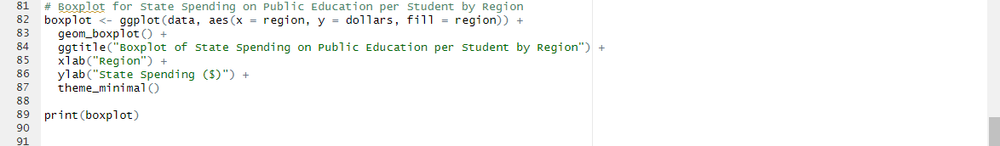 81 # Boxplot for State Spending on Public Education per Student by Region
82 boxplot <- ggplot(data, aes(x = region, y = dollars, fill = region)) +
83   geom_boxplot() +
84   ggtitle("Boxplot of State Spending on Public Education per Student by Region") +
85   xlab("Region") +
86   ylab("State Spending ($)") +
87   theme_minimal()
88
89 print(boxplot)
90
91